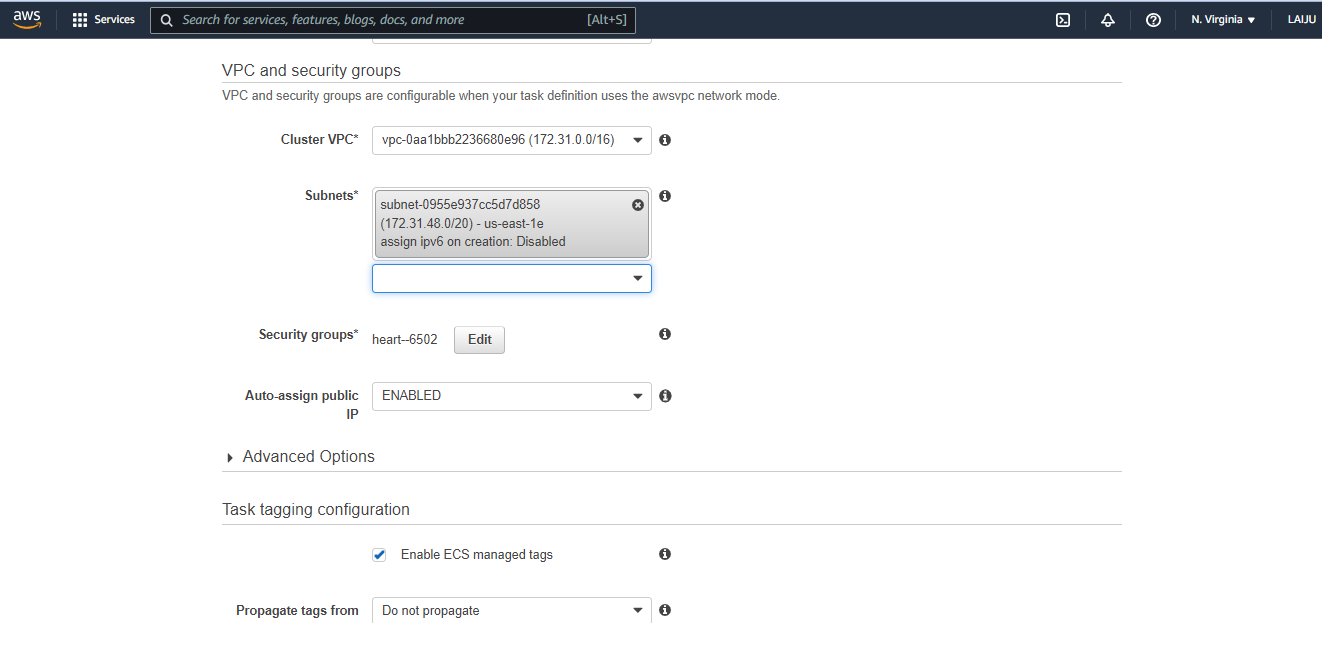 aws
Services
Search for services, features, blogs, docs, and more
[Alt+S]
N. Virginia
LAIJU
VPC and security groups
VPC and security groups are configurable when your task definition uses the awsvpc network mode.
Cluster VPC*
vpc-0aa1bbb2236680e96 (172.31.0.0/16)
Subnets*
subnet-0955e937cc5d7d858
(172.31.48.0/20) - us-east-1e
assign ipv6 on creation: Disabled
Security groups*
heart--6502
Edit
Auto-assign public
IP
ENABLED
Advanced Options
Task tagging configuration
Enable ECS managed tags
Propagate tags from
Do not propagate